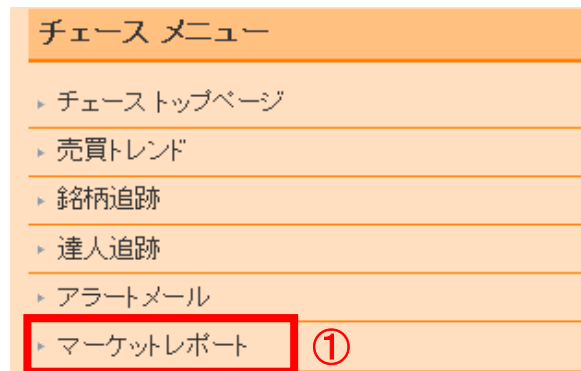 チェース メニュー
チェーストップページ
売買トレンド
銘柄追跡
達人追跡
アラートメール
マーケットレポート ①